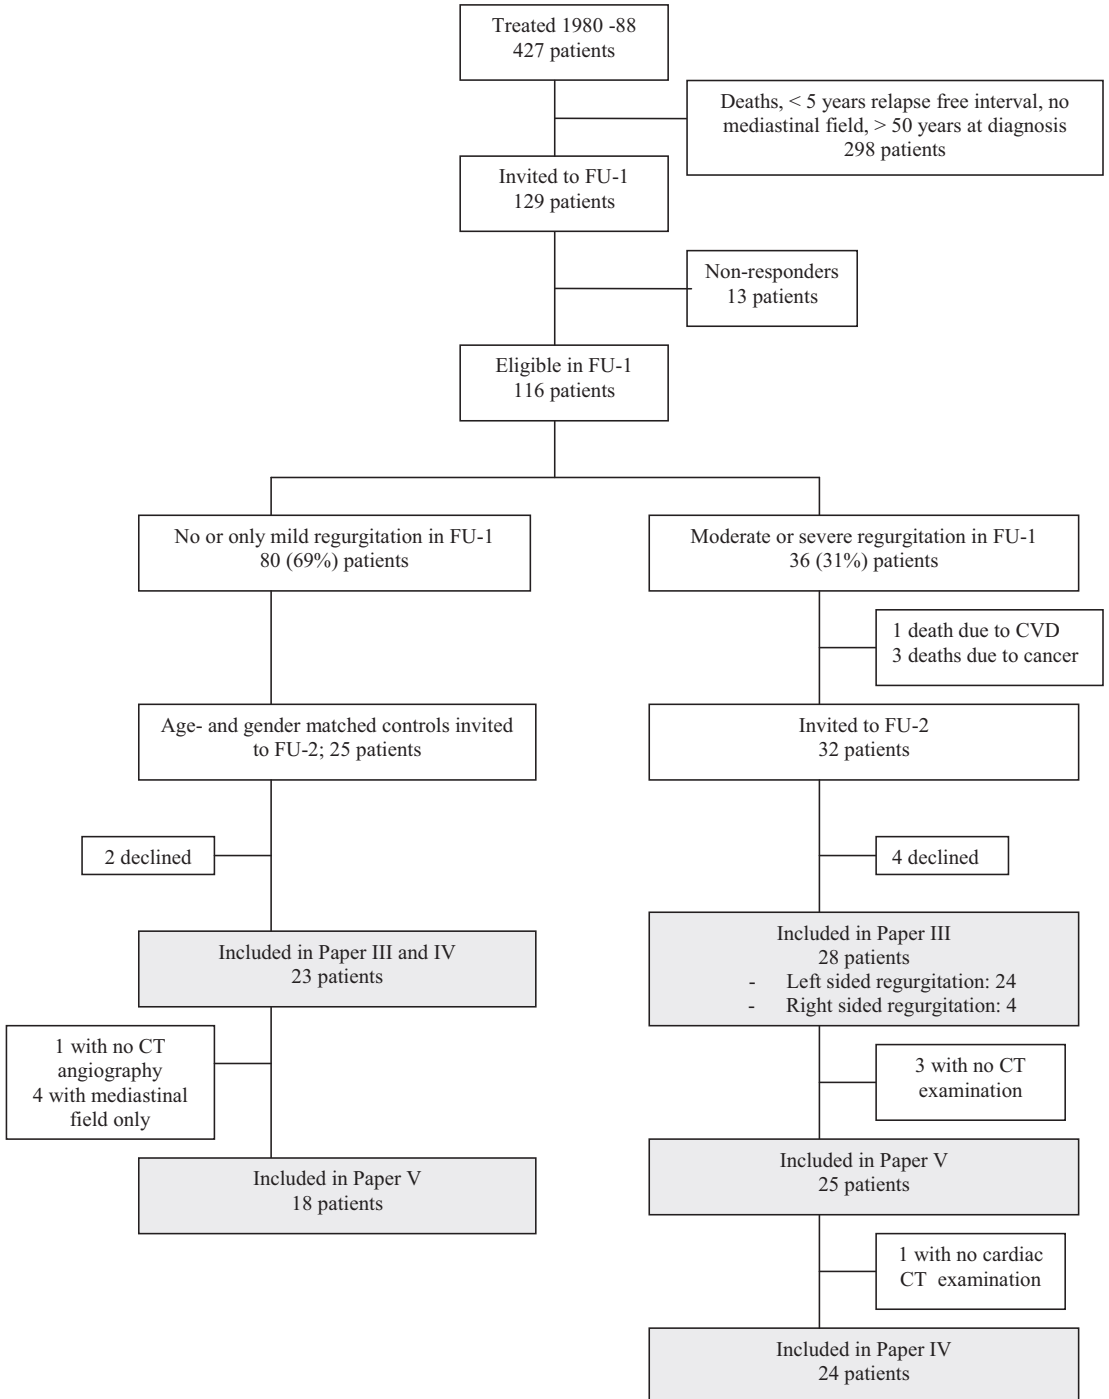 Treated 1980 -88
427 patients
Deaths, < 5 years relapse free interval, no
mediastinal field, > 50 years at diagnosis
298 patients
Invited to FU-1
129 patients
Non-responders
13 patients
Eligible in FU-1
116 patients
No or only mild regurgitation in FU-1
80 (69%) patients
Moderate or severe regurgitation in FU-1
36 (31%) patients
1 death due to CVD
3 deaths due to cancer
Age- and gender matched controls invited
to FU-2; 25 patients
Invited to FU-2
32 patients
2 declined
4 declined
Included in Paper III and IV
23 patients
Included in Paper III
28 patients
- Left sided regurgitation: 24
- Right sided regurgitation: 4
1 with no CT
angiography
4 with mediastinal
field only
3 with no CT
examination
Included in Paper V
18 patients
Included in Paper V
25 patients
1 with no cardiac
CT examination
Included in Paper IV
24 patients